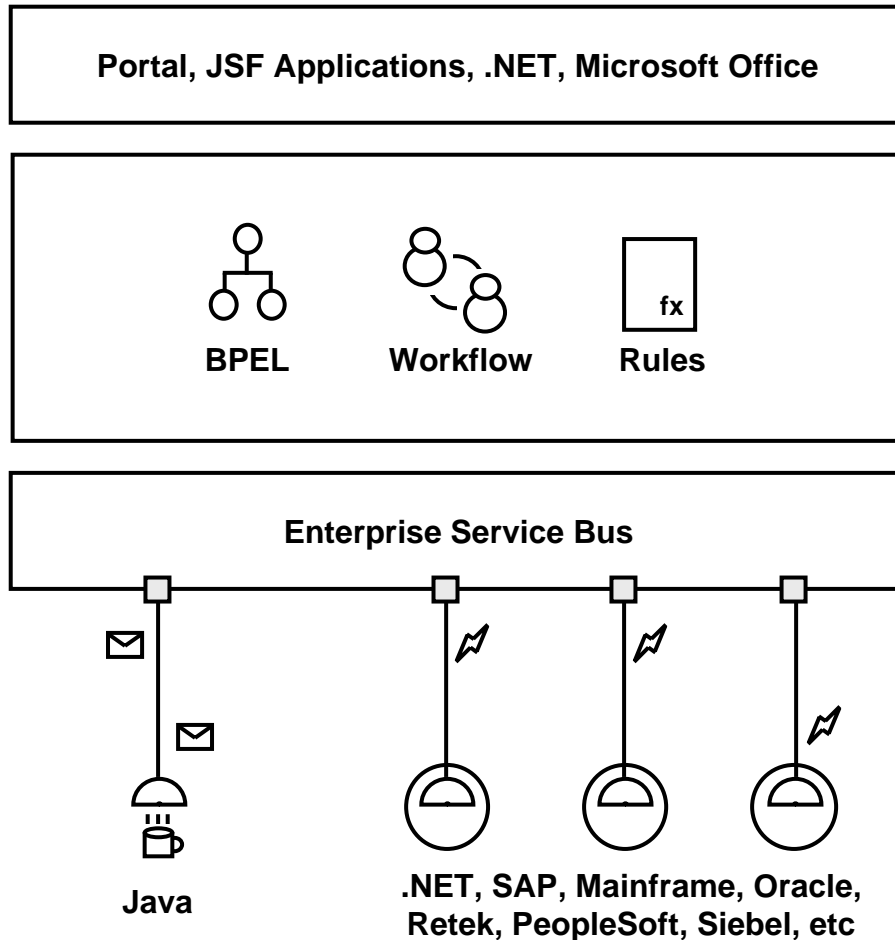 Portal, JSF Applications, .NET, Microsoft Office
fx
BPEL Workflow Rules
Enterprise Service Bus
Java
.NET, SAP, Mainframe, Oracle,
Retek, PeopleSoft, Siebel, etc